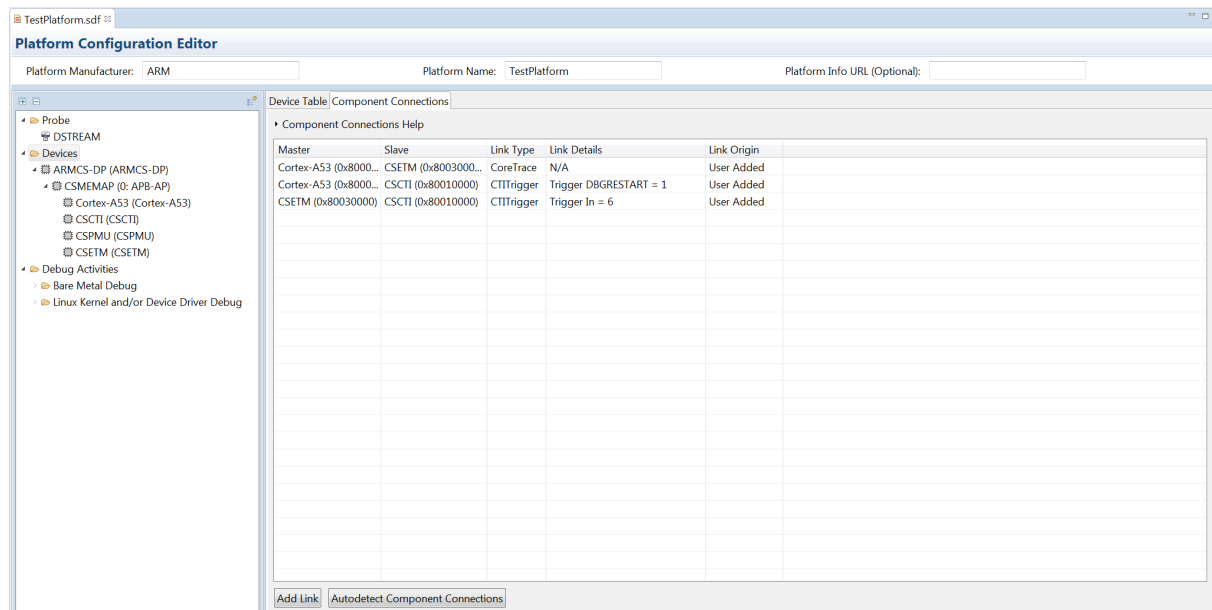 TestPlatform.sdf
Platform Configuration Editor
Platform Manufacturer: ARM Platform Name: TestPlatform Platform Info URL (Optional):
Device Table Component Connections
Probe
DSTREAM
Devices
ARMCS-DP (ARMCS-DP)
CSMEMAP (0: APB-AP)
Cortex-A53 (Cortex-A53)
CSCTI (CSCTI)
CSPMU (CSPMU)
CSETM (CSETM)
Debug Activities
Bare Metal Debug
Linux Kernel and/or Device Driver Debug
Component Connections Help
Master Slave Link Type Link Details Link Origin
Cortex-A53 (0x8000... CSETM (0x8003000... CoreTrace N/A User Added
Cortex-A53 (0x8000... CSCTI (0x80010000) CTITrigger Trigger DBGRESTART = 1 User Added
CSETM (0x80030000) CSCTI (0x80010000) CTITrigger Trigger In = 6 User Added
Add Link Autodetect Component Connections